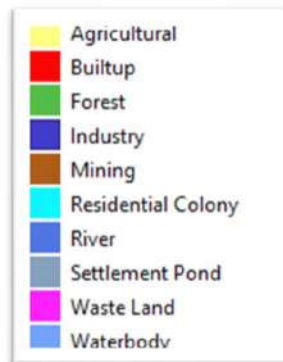 Agricultural
Builtup
Forest
Industry
Mining
Residential Colony
River
Settlement Pond
Waste Land
Waterbody